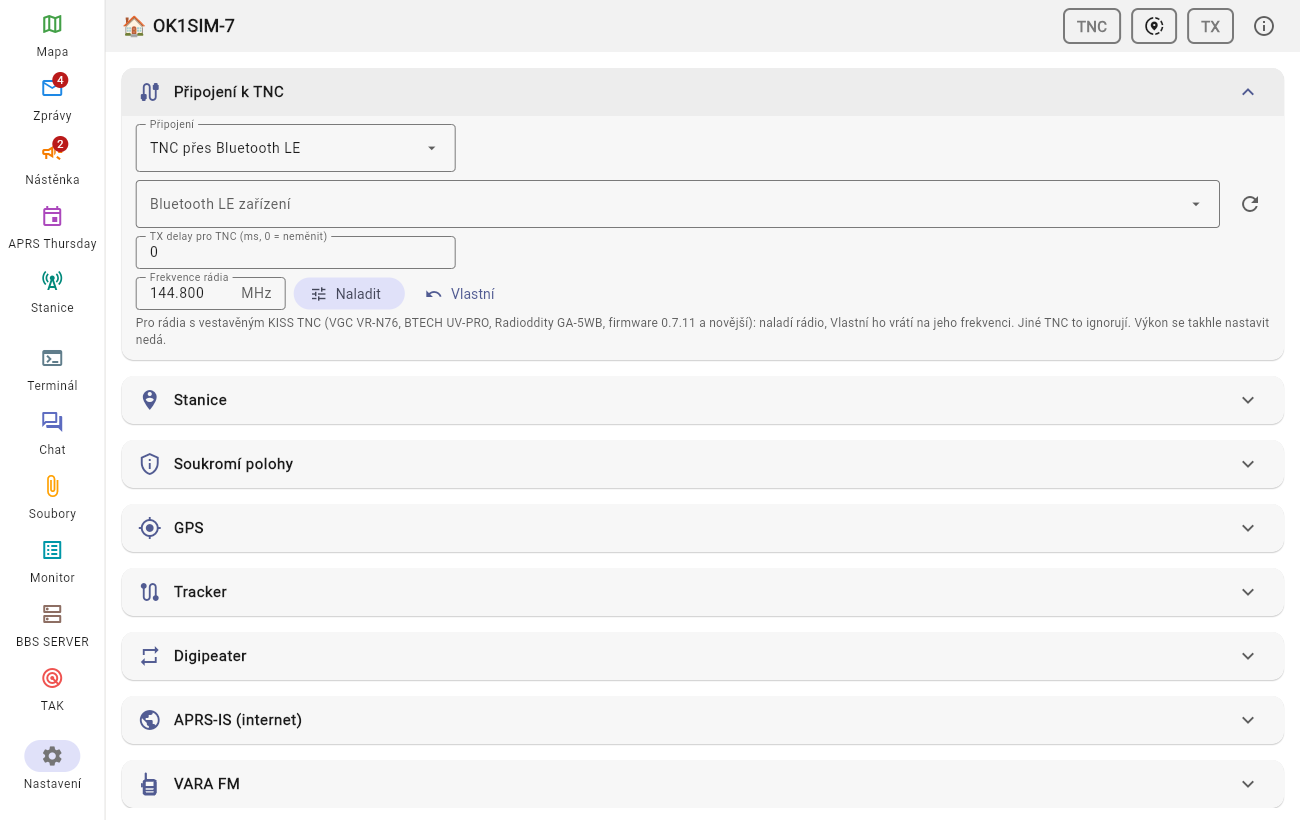 OK1SIM-7
TNC
TX
Mapa
4
Zprávy
2
Nástěnka
APRS Thursday
Stanice
Terminál
Chat
Soubory
Monitor
BBS SERVER
TAK
Nastavení
Připojení k TNC
Připojení
TNC přes Bluetooth LE
Bluetooth LE zařízení
TX delay pro TNC (ms, 0 = neměnit)
0
Frekvence rádia
144.800 MHz
Naladit
Vlastní
Pro rádia s vestavěným KISS TNC (VGC VR-N76, BTECH UV-PRO, Radioddity GA-5WB, firmware 0.7.11 a novější): naladí rádio, Vlastní ho vrátí na jeho frekvenci. Jiné TNC to ignorují. Výkon se takhle nastavit
nedá.
Stanice
Soukromí polohy
GPS
Tracker
Digipeater
APRS-IS (internet)
VARA FM